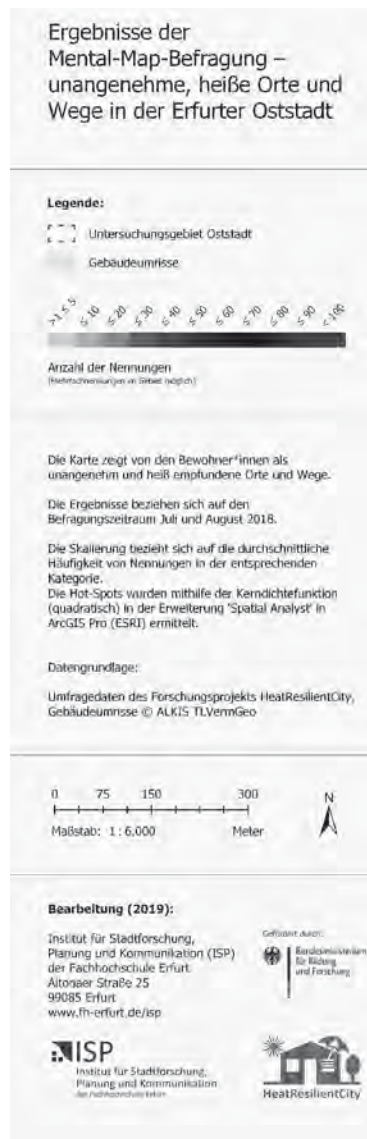 Ergebnisse der
Mental-Map-Befragung –
unangenehme, heiße Orte und
Wege in der Erfurter Oststadt
Legende:
Untersuchungsgebiet Oststadt
Gebäudeumrisse
>1 ≤ 5 ≤ 10 ≤ 20 ≤ 30 ≤ 40 ≤ 50 ≤ 60 ≤ 70 ≤ 80 ≤ 90 < 100
Anzahl der Nennungen
(Mehrfachnennungen im Gebiet möglich)
Die Karte zeigt von den Bewohner*innen als
unangenehm und heiß empfundene Orte und Wege.
Die Ergebnisse beziehen sich auf den
Befragungszeitraum Juli und August 2018.
Die Skalierung bezieht sich auf die durchschnittliche
Häufigkeit von Nennungen in der entsprechenden
Kategorie.
Die Hot-Spots wurden mithilfe der Kerndichtefunktion
(quadratisch) in der Erweiterung 'Spatial Analyst' in
ArcGIS Pro (ESRI) ermittelt.
Datengrundlage:
Umfragedaten des Forschungsprojekts HeatResilientCity,
Gebäudeumrisse © ALKIS TLVermGeo
0 75 150 300
N
Maßstab: 1 : 6.000 Meter
Bearbeitung (2019):
Institut für Stadtforschung,
Planung und Kommunikation (ISP)
der Fachhochschule Erfurt
Altonaer Straße 25
99085 Erfurt
www.fh-erfurt.de/isp
Gefördert durch:
Bundesministerium
für Bildung
und Forschung
ISP
Institut für Stadtforschung,
Planung und Kommunikation
der Fachhochschule Erfurt
HeatResilientCity